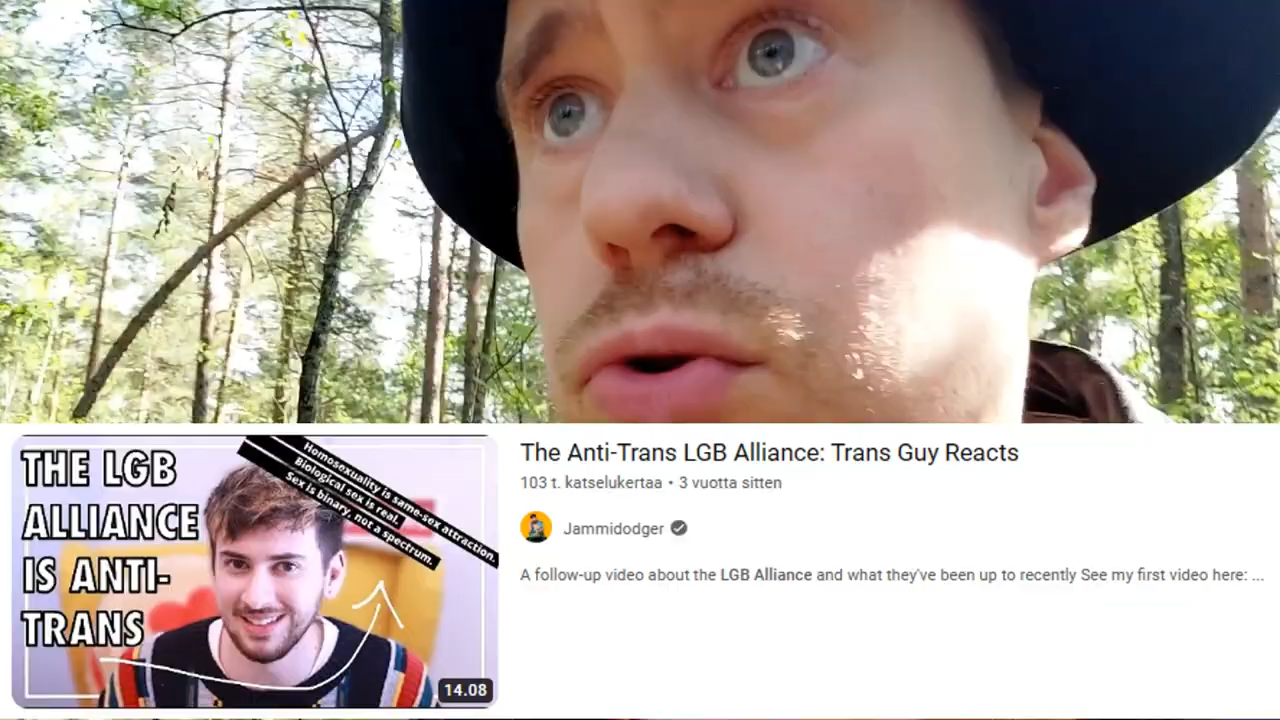 THE LGB
ALLIANCE
IS ANTI-
TRANS
Homosexuality is same-sex attraction.
Biological sex is real.
Sex is binary, not a spectrum.
14.08
The Anti-Trans LGB Alliance: Trans Guy Reacts
103 t. katselukertaa • 3 vuotta sitten
Jammidodger
A follow-up video about the LGB Alliance and what they've been up to recently See my first video here: ...